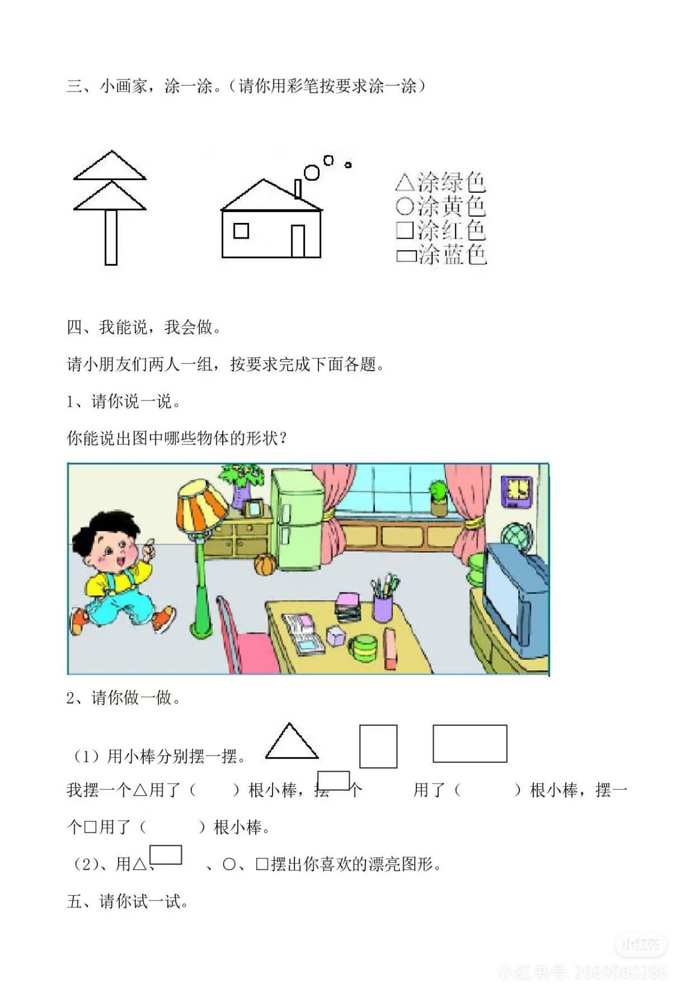 三、小画家，涂一涂。（请你用彩笔按要求涂一涂）
△涂绿色
○涂黄色
□涂红色
▭涂蓝色
四、我能说，我会做。
请小朋友们两人一组，按要求完成下面各题。
1、请你说一说。
你能说出图中哪些物体的形状？
2、请你做一做。
（1）用小棒分别摆一摆。
我摆一个△用了（　　）根小棒，摆▭个　　　用了（　　　）根小棒，摆一
个□用了（　　　）根小棒。
（2）、用△、▭　、○、□摆出你喜欢的漂亮图形。
五、请你试一试。
小红书
小红书号: 2689060286